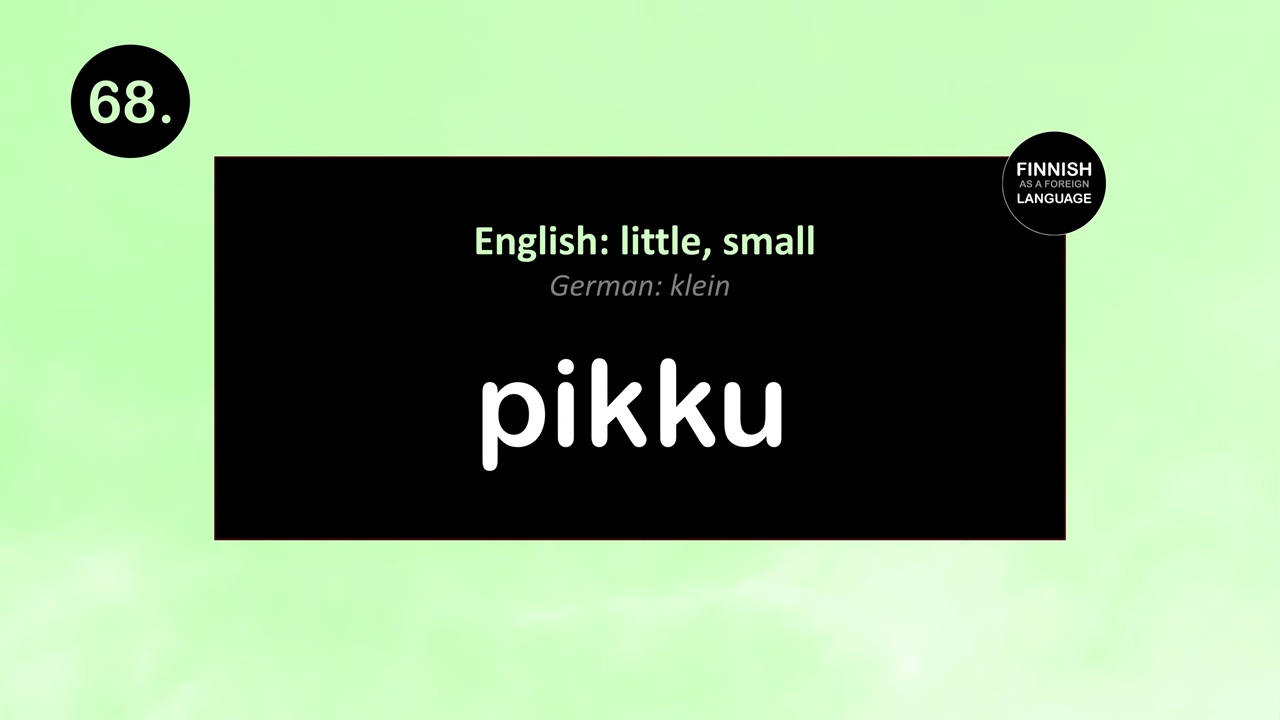 68.
FINNISH
AS A FOREIGN
LANGUAGE
English: little, small
German: klein
pikku